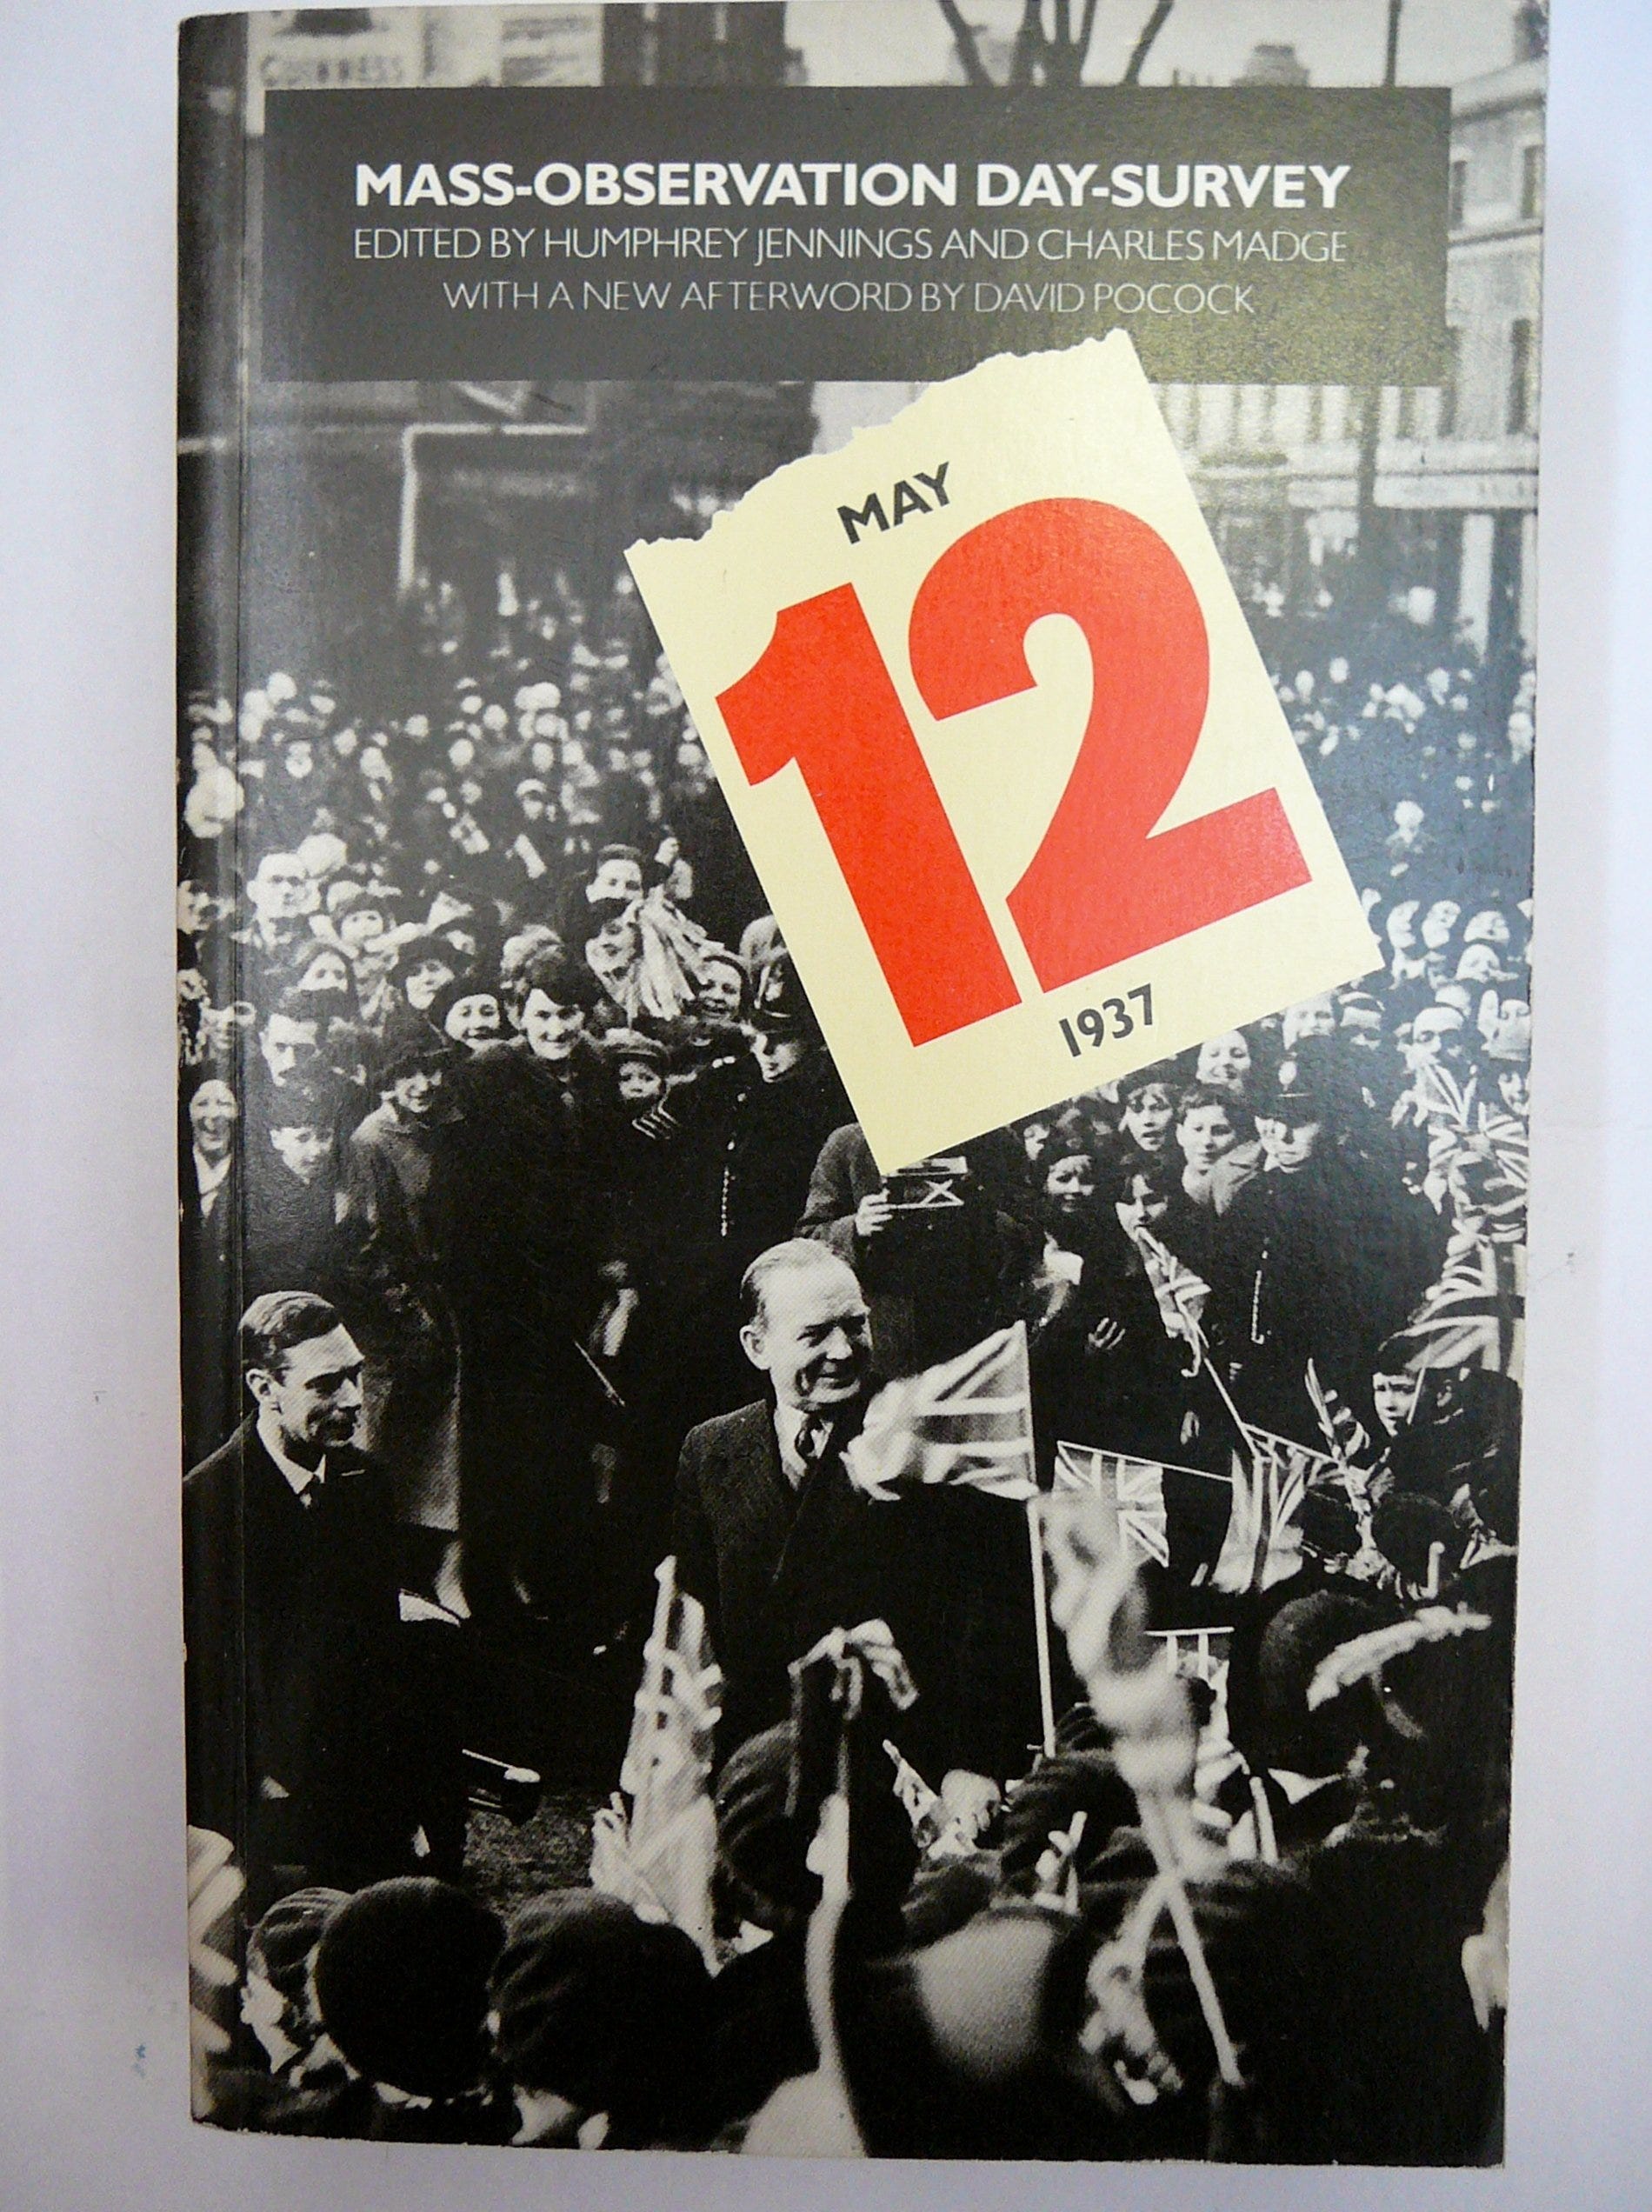 GUINNESS
MASS-OBSERVATION DAY-SURVEY
EDITED BY HUMPHREY JENNINGS AND CHARLES MADGE
WITH A NEW AFTERWORD BY DAVID POCOCK
MAY
12
1937